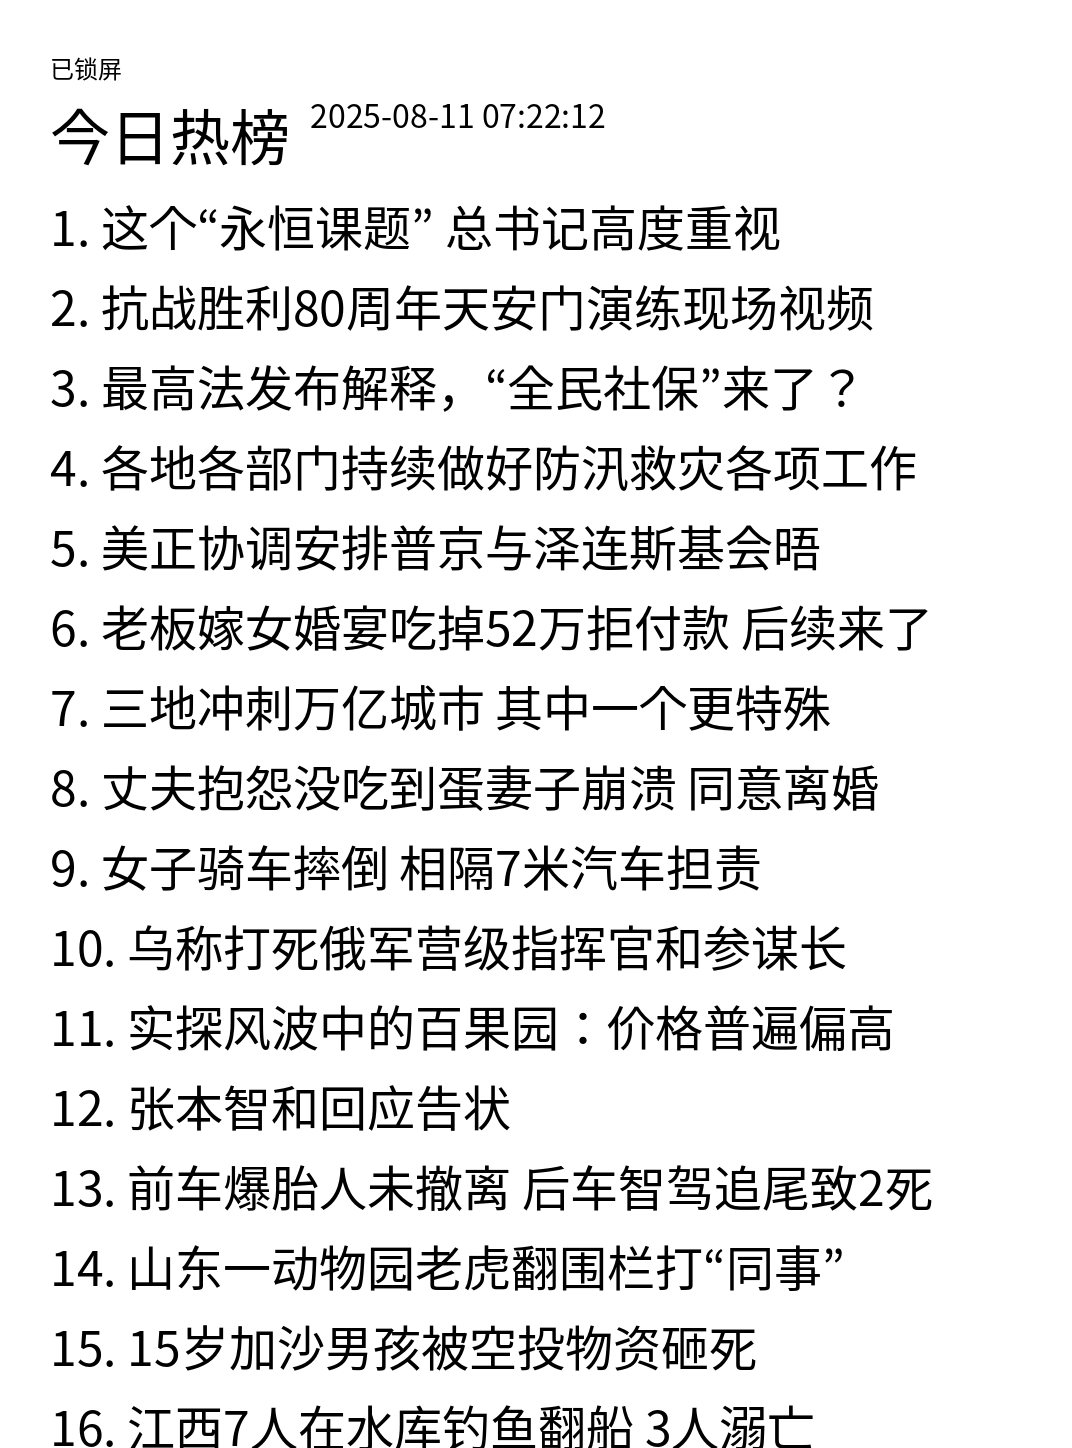 已锁屏
今日热榜 2025-08-11 07:22:12
1. 这个“永恒课题” 总书记高度重视
2. 抗战胜利80周年天安门演练现场视频
3. 最高法发布解释，“全民社保”来了？
4. 各地各部门持续做好防汛救灾各项工作
5. 美正协调安排普京与泽连斯基会晤
6. 老板嫁女婚宴吃掉52万拒付款 后续来了
7. 三地冲刺万亿城市 其中一个更特殊
8. 丈夫抱怨没吃到蛋妻子崩溃 同意离婚
9. 女子骑车摔倒 相隔7米汽车担责
10. 乌称打死俄军营级指挥官和参谋长
11. 实探风波中的百果园：价格普遍偏高
12. 张本智和回应告状
13. 前车爆胎人未撤离 后车智驾追尾致2死
14. 山东一动物园老虎翻围栏打“同事”
15. 15岁加沙男孩被空投物资砸死
16. 江西7人在水库钓鱼翻船 3人溺亡